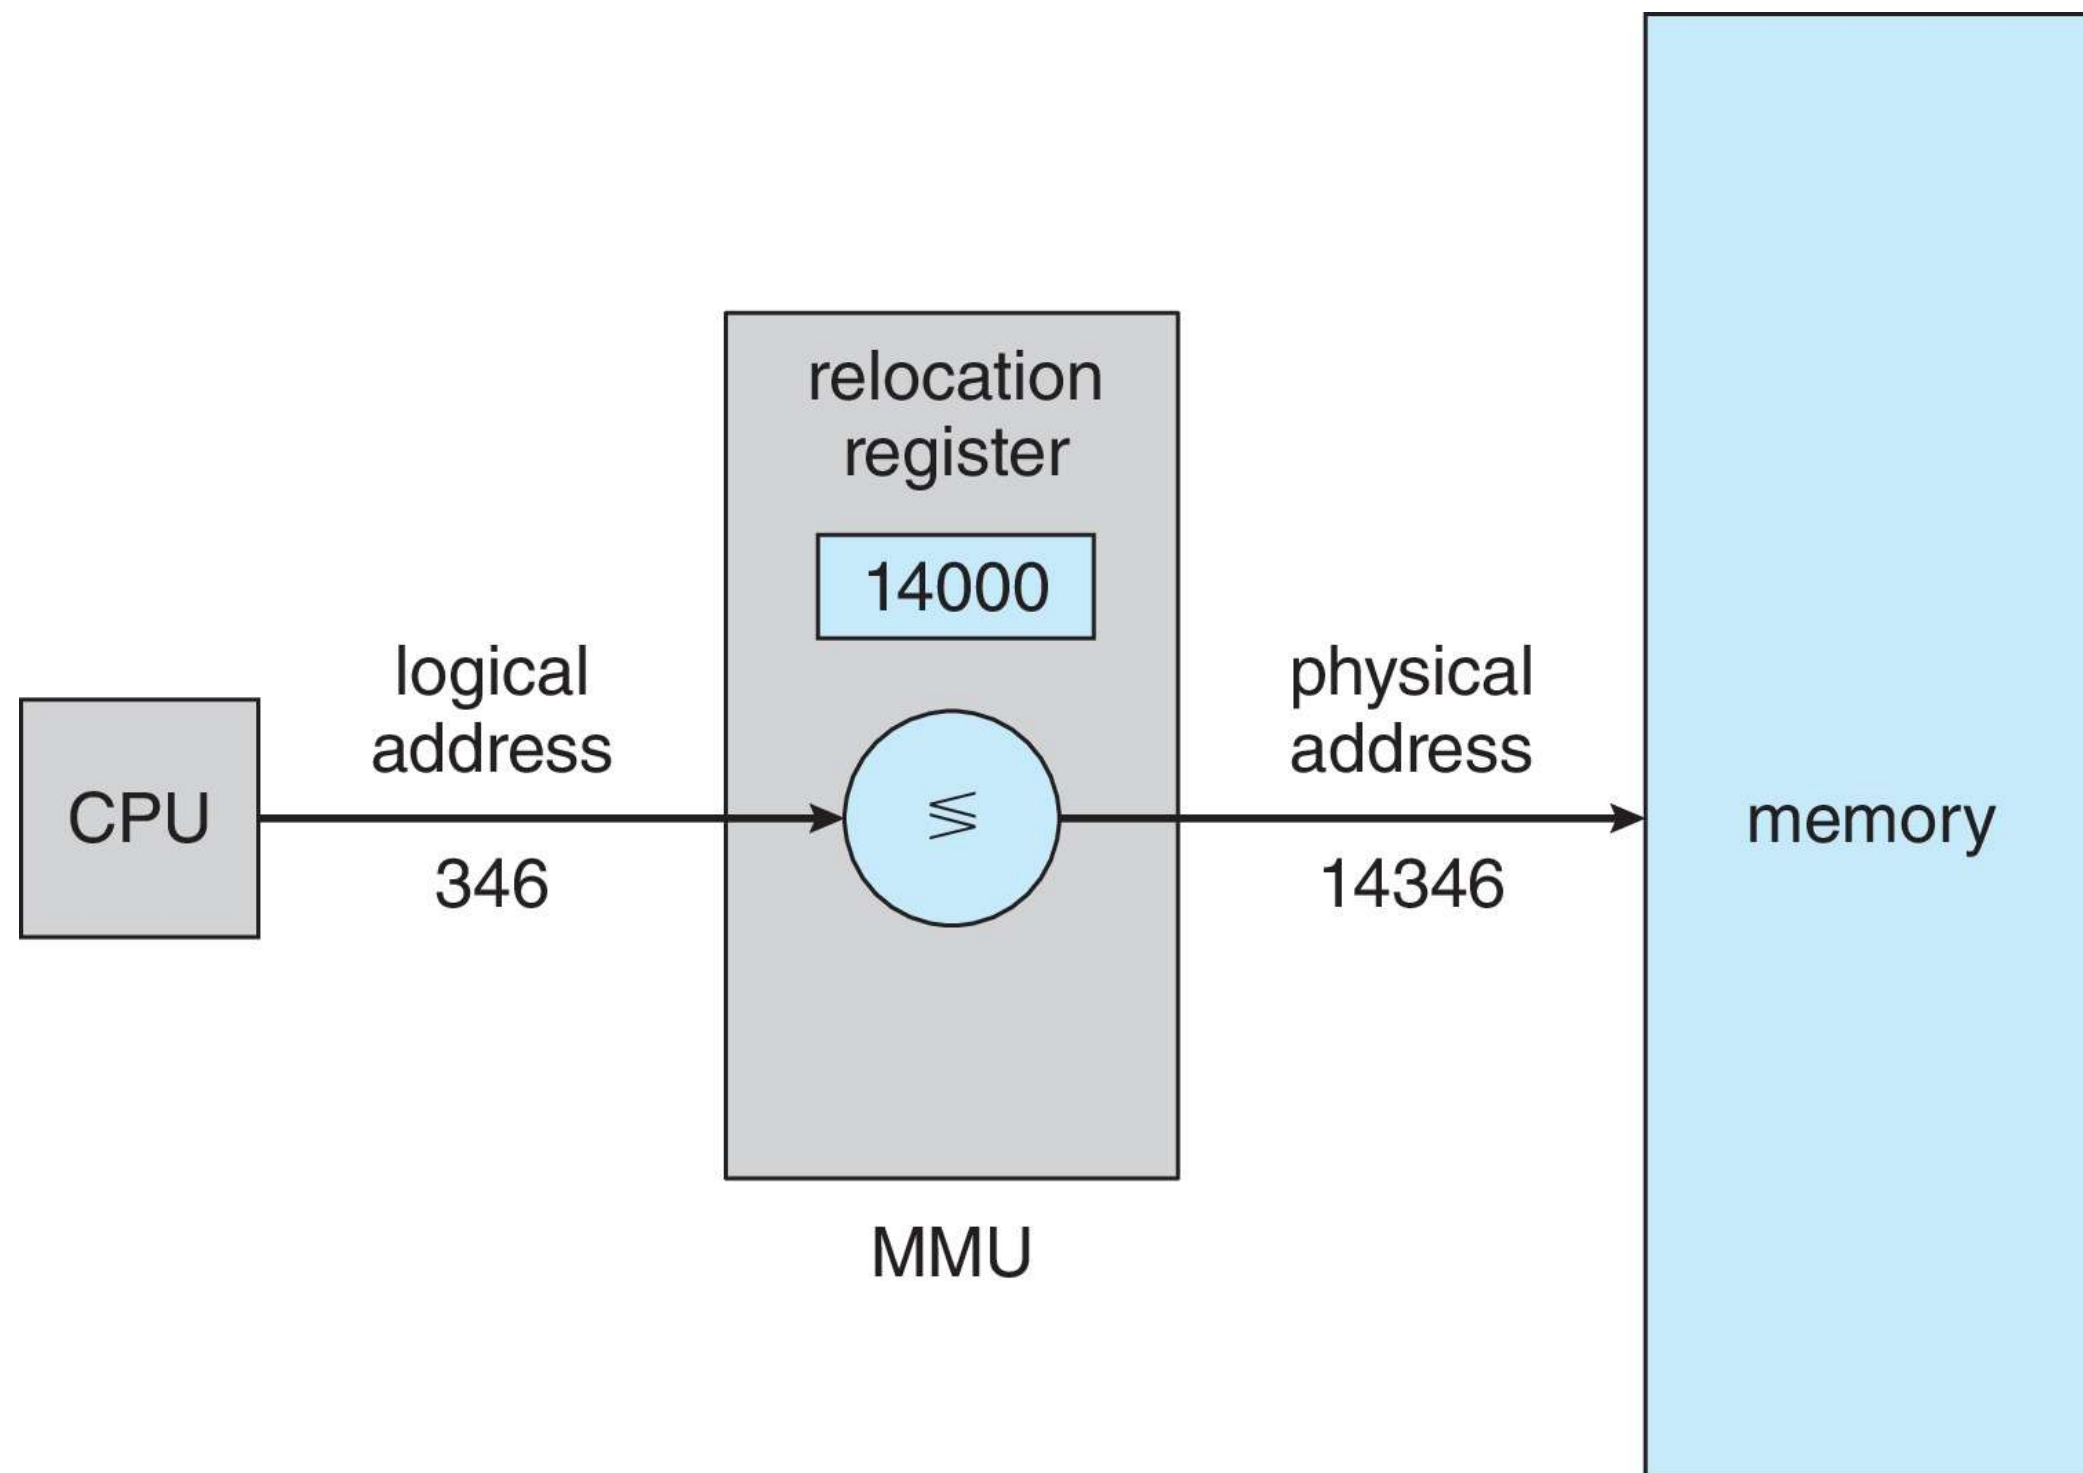 relocation
register
14000
logical
address
physical
address
CPU
≶
memory
346
14346
MMU